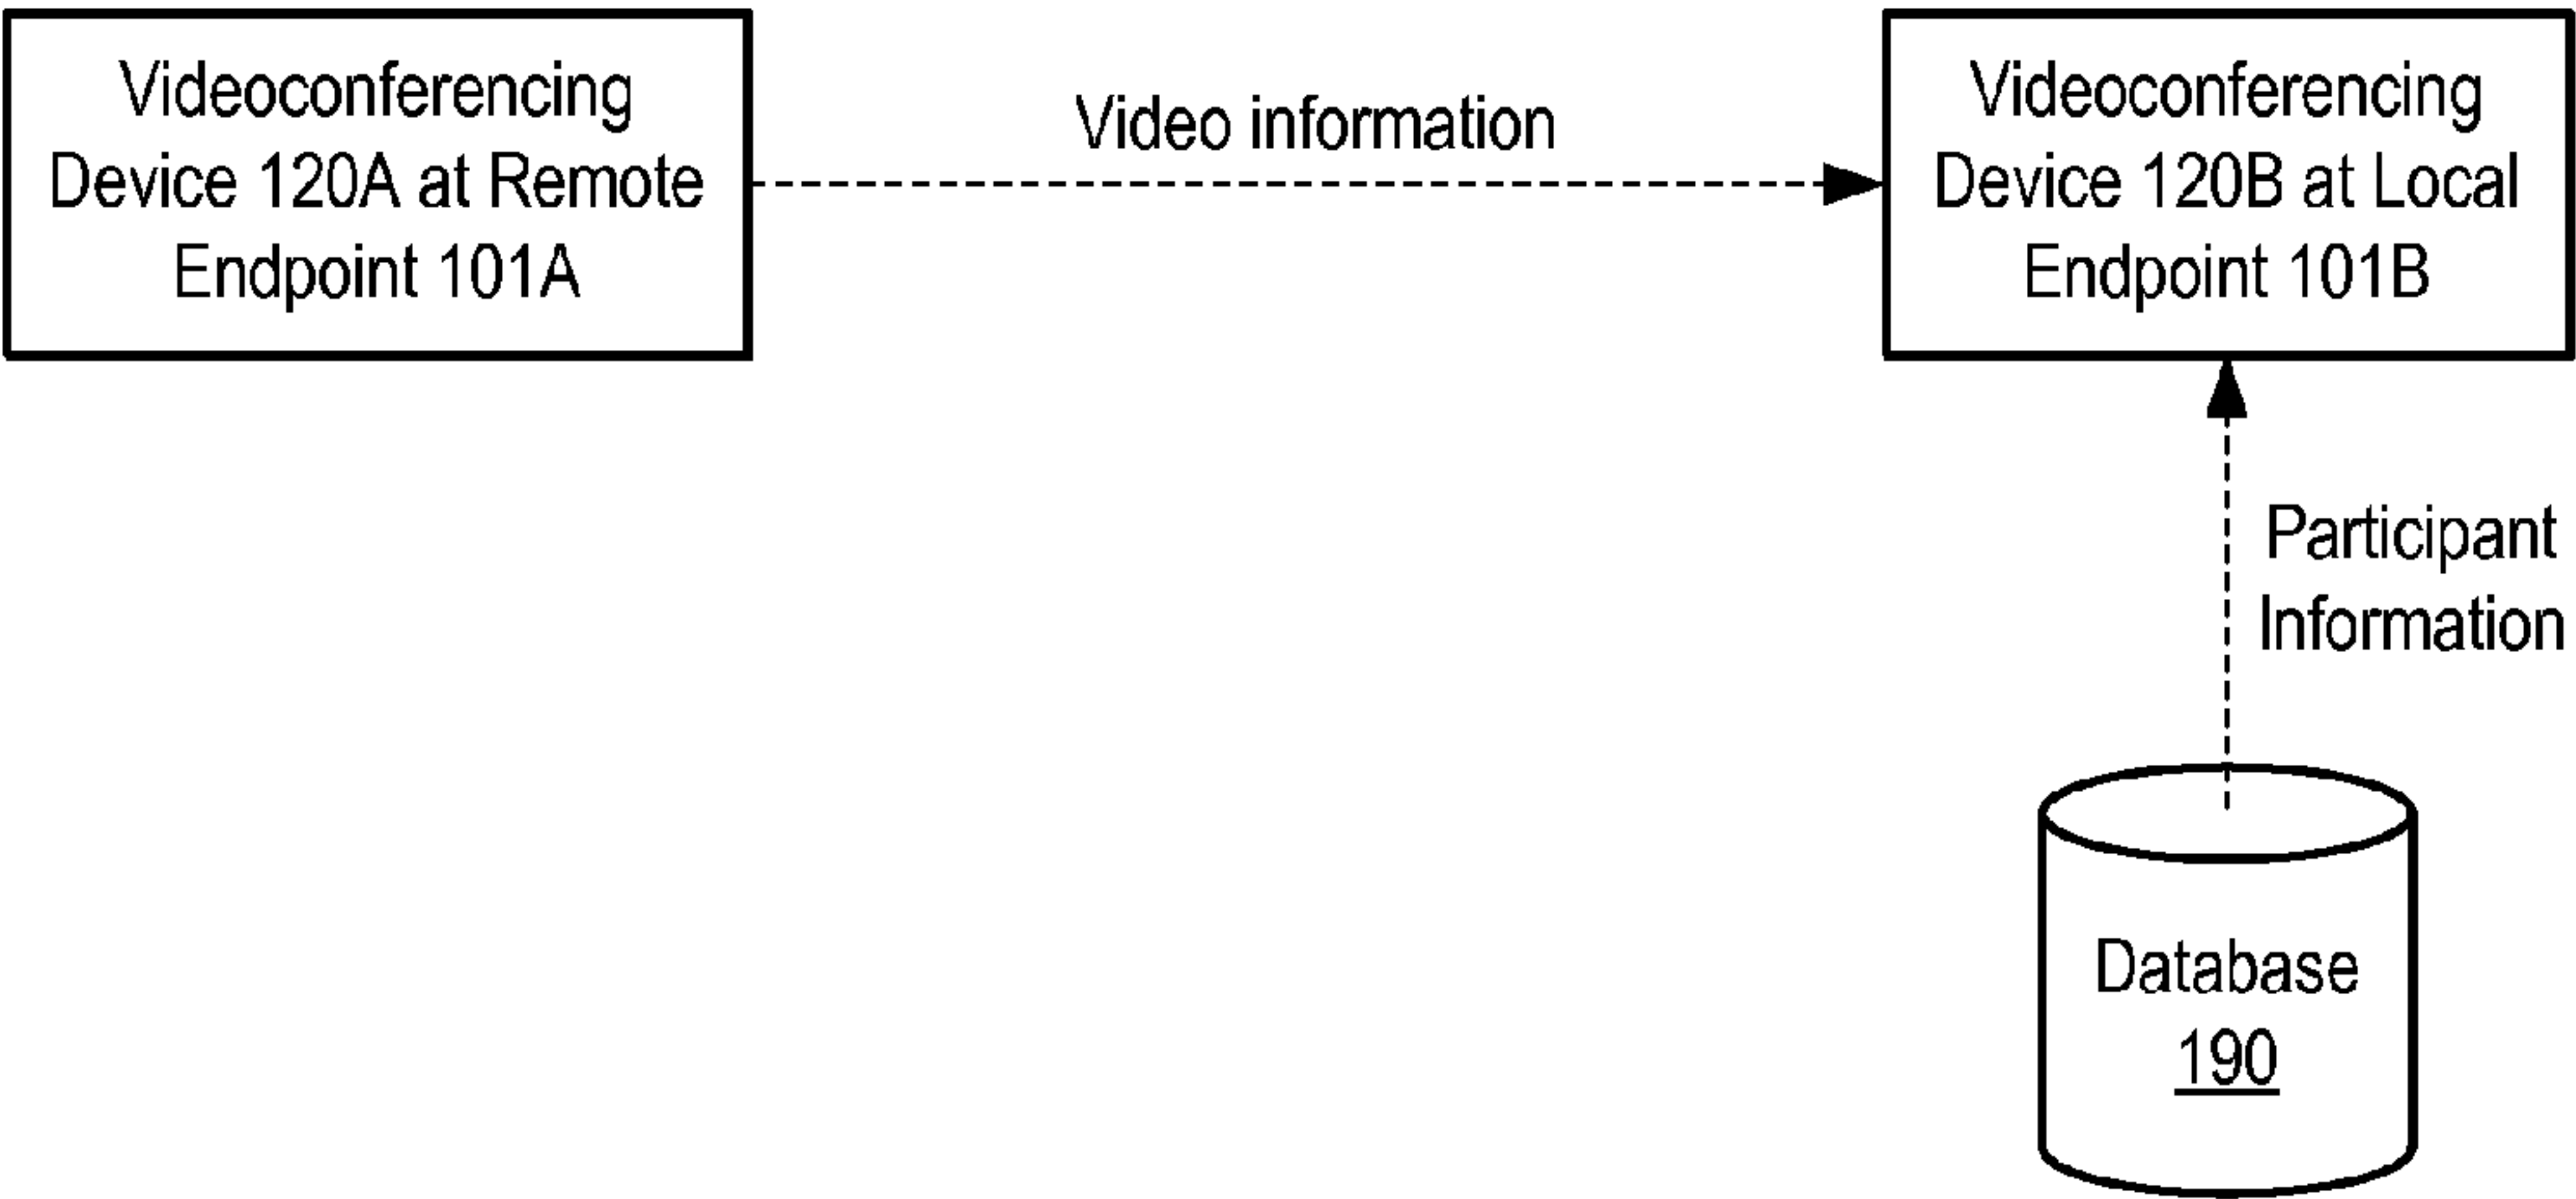 Videoconferencing
Device 120A at Remote
Endpoint 101A
Video information
Videoconferencing
Device 120B at Local
Endpoint 101B
Participant
Information
Database
190